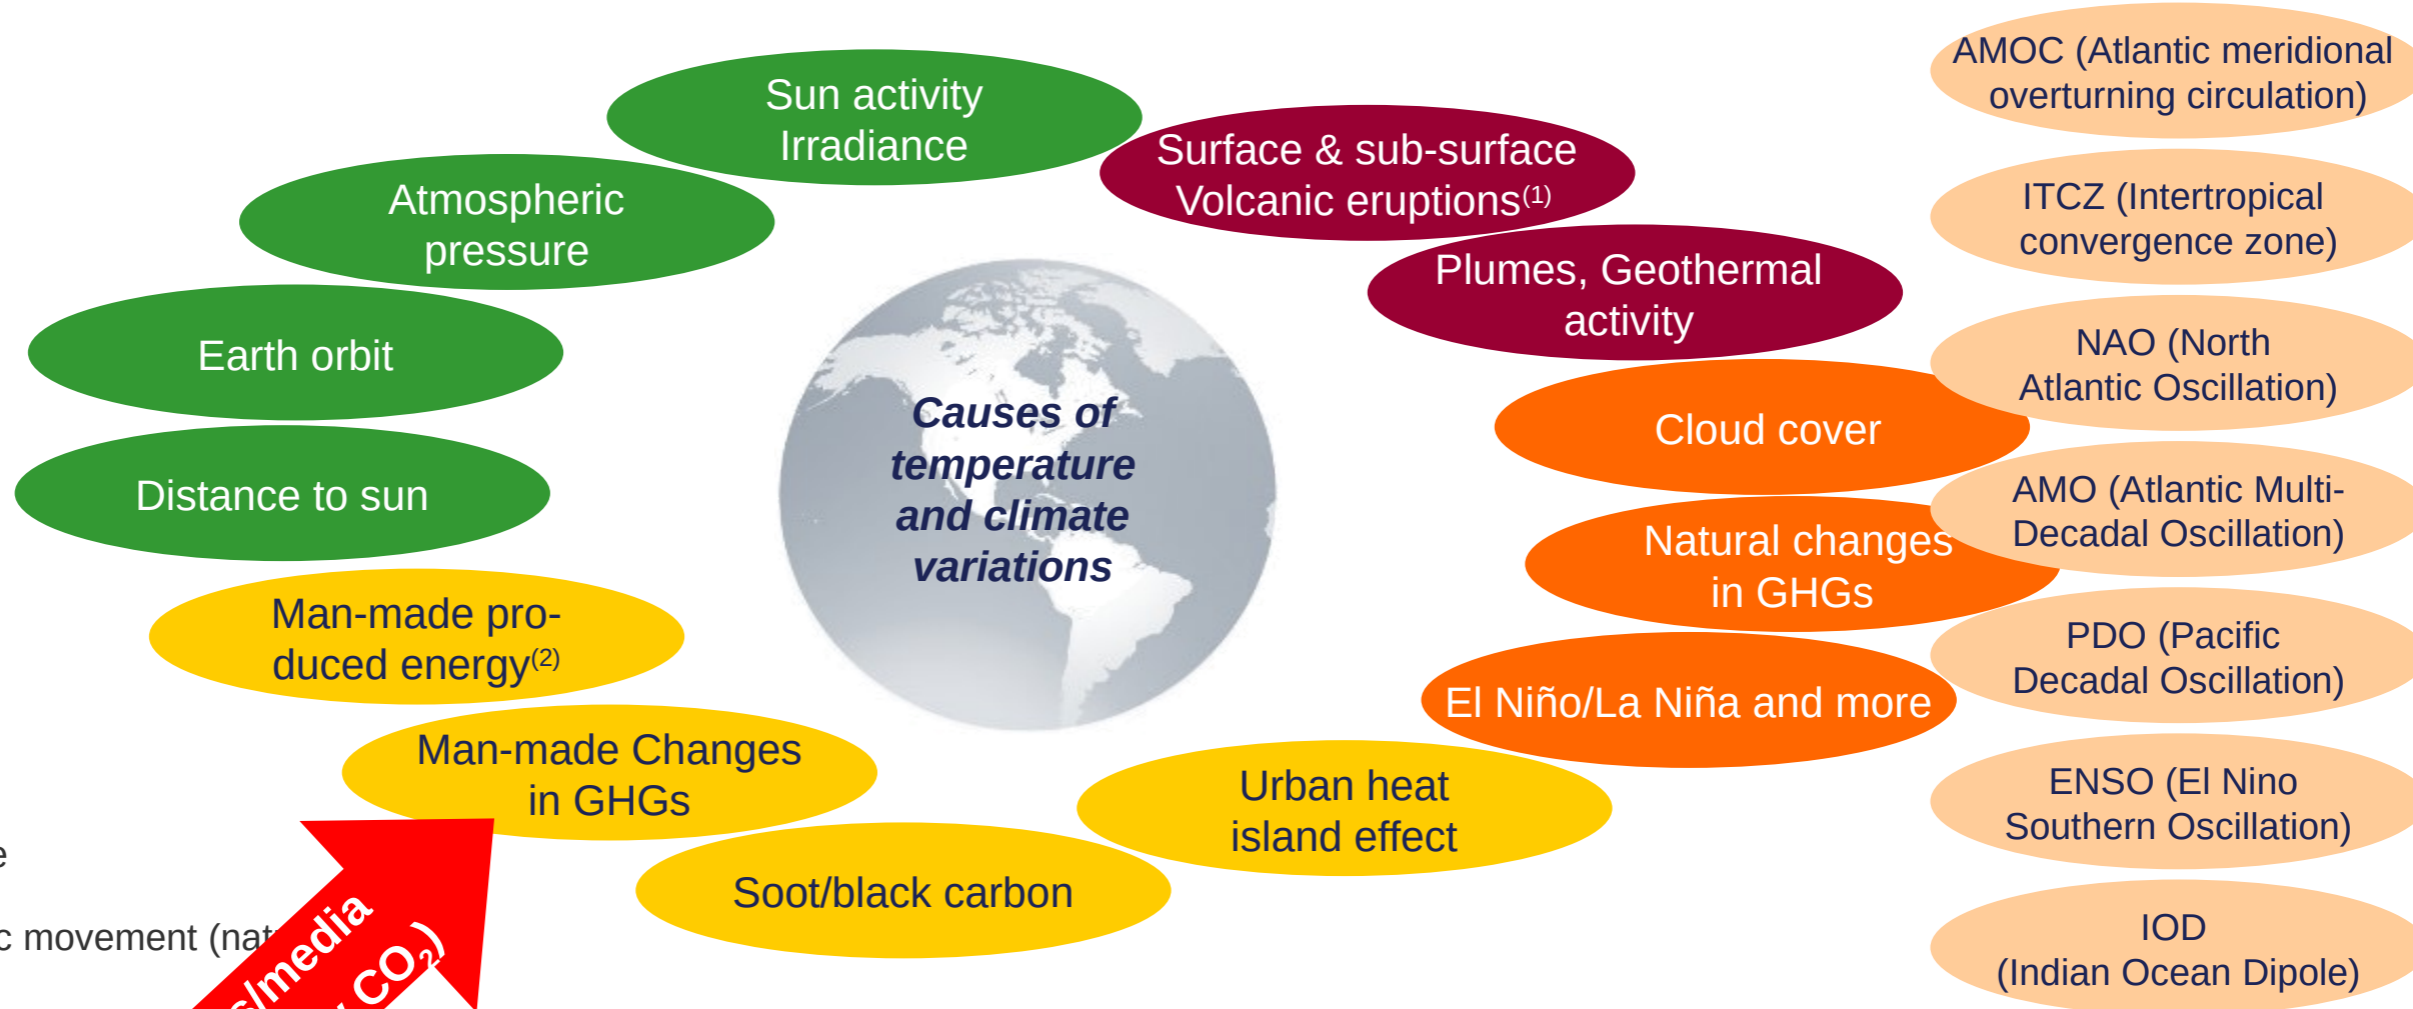 Sun activity
Irradiance
Atmospheric
pressure
Earth orbit
Distance to sun
Man-made pro-
duced energy(2)
Man-made Changes
in GHGs
Soot/black carbon
Urban heat
island effect
Surface & sub-surface
Volcanic eruptions(1)
Plumes, Geothermal
activity
Cloud cover
Natural changes
in GHGs
El Niño/La Niña and more
Causes of
temperature
and climate
variations
AMOC (Atlantic meridional
overturning circulation)
ITCZ (Intertropical
convergence zone)
NAO (North
Atlantic Oscillation)
AMO (Atlantic Multi-
Decadal Oscillation)
PDO (Pacific
Decadal Oscillation)
ENSO (El Nino
Southern Oscillation)
IOD
(Indian Ocean Dipole)
movement
/media
CO₂)